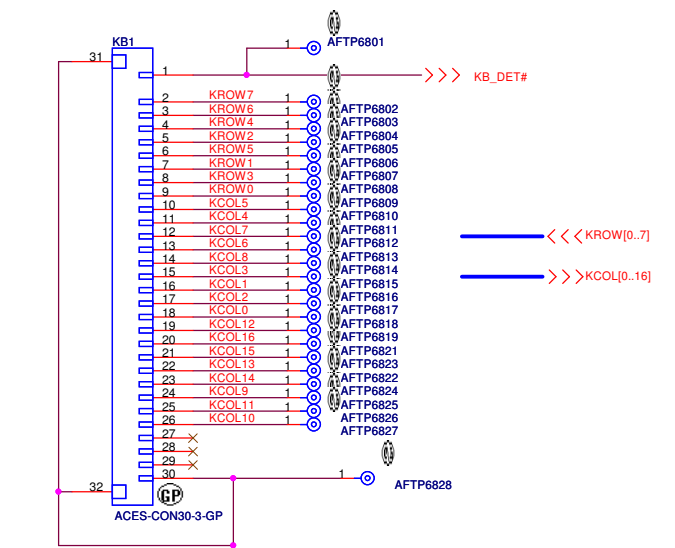 KB1
AFTP6801
1
31
1
KB_DET#
2 KROW7 1
AFTP6802
3 KROW6 1
AFTP6803
4 KROW4 1
AFTP6804
5 KROW2 1
AFTP6805
6 KROW5 1
AFTP6806
7 KROW1 1
AFTP6807
8 KROW3 1
AFTP6808
9 KROW0 1
AFTP6809
10 KCOL5 1
AFTP6810
11 KCOL4 1
AFTP6811
12 KCOL7 1
KROW[0..7]
AFTP6812
13 KCOL6 1
AFTP6813
14 KCOL8 1
AFTP6814
15 KCOL3 1
KCOL[0..16]
AFTP6815
16 KCOL1 1
AFTP6816
17 KCOL2 1
AFTP6817
18 KCOL0 1
AFTP6818
19 KCOL12 1
AFTP6819
20 KCOL16 1
AFTP6821
21 KCOL15 1
AFTP6823
22 KCOL13 1
AFTP6822
23 KCOL14 1
AFTP6824
24 KCOL9 1
AFTP6825
25 KCOL11 1
AFTP6826
26 KCOL10 1
AFTP6827
27
28
29
30
1
AFTP6828
32
GP
ACES-CON30-3-GP